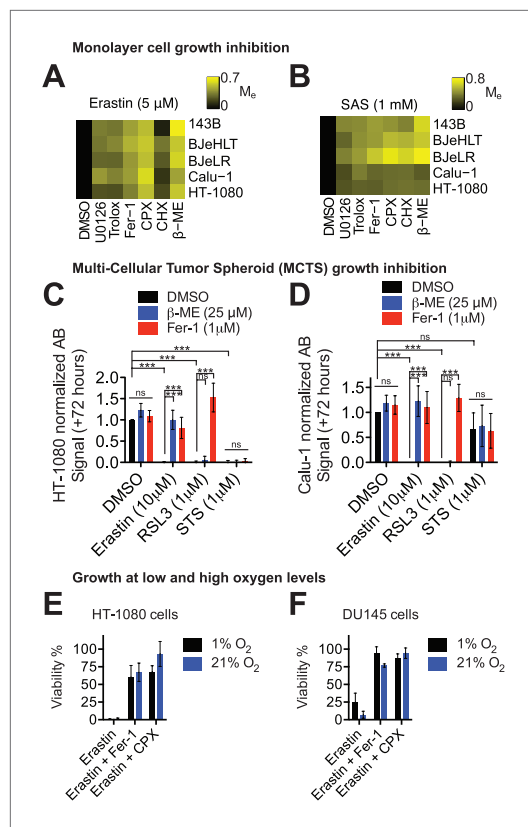 Monolayer cell growth inhibition
A
Erastin (5 µM)
0.7
0
Mₑ
143B
BJeHLT
BJeLR
Calu−1
HT-1080
DMSO
U0126
Trolox
Fer−1
CPX
CHX
β-ME
B
SAS (1 mM)
0.8
0
Mₑ
143B
BJeHLT
BJeLR
Calu−1
HT-1080
DMSO
U0126
Trolox
Fer−1
CPX
CHX
β-ME
Multi-Cellular Tumor Spheroid (MCTS) growth inhibition
C
DMSO
β-ME (25 µM)
Fer-1 (1µM)
HT-1080 normalized AB
Signal (+72 hours)
1.5
1.0
0.5
0.0
***
***
***
ns
***
***
***
ns
ns
DMSO
Erastin (10µM)
RSL3 (1µM)
STS (1µM)
D
DMSO
β-ME (25 µM)
Fer-1 (1µM)
Calu-1 normalized AB
Signal (+72 hours)
1.5
1.0
0.5
0.0
ns
***
***
ns
***
***
***
ns
ns
DMSO
Erastin (10µM)
RSL3 (1µM)
STS (1µM)
Growth at low and high oxygen levels
E
HT-1080 cells
1% O₂
21% O₂
Viability %
100
75
50
25
0
Erastin
Erastin + Fer-1
Erastin + CPX
F
DU145 cells
1% O₂
21% O₂
Viability %
100
75
50
25
0
Erastin
Erastin + Fer-1
Erastin + CPX